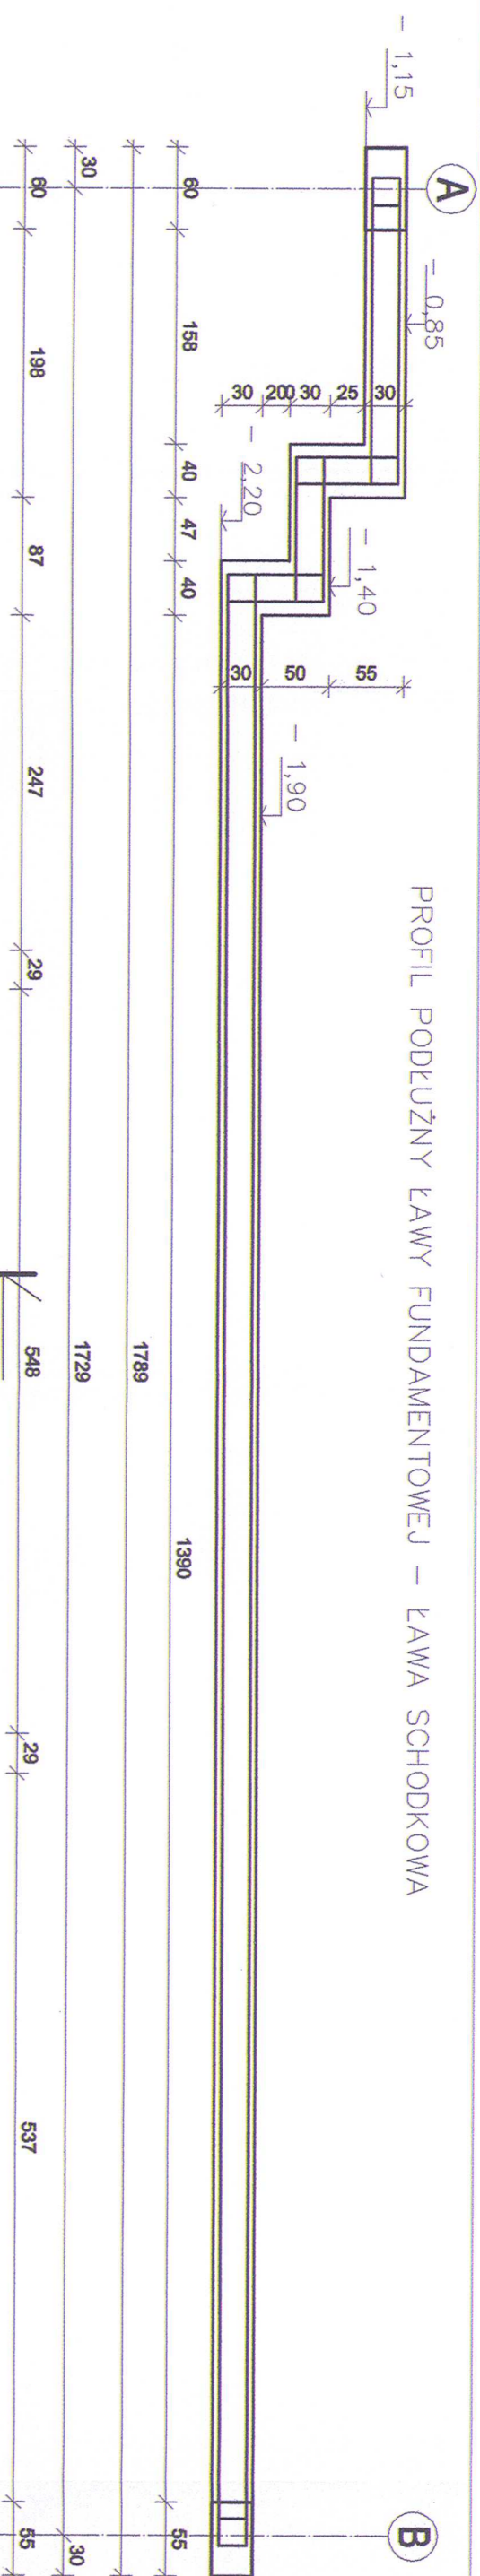 PROFIL PODŁUŻNY ŁAWY FUNDAMENTOWEJ – ŁAWA SCHODKOWA
A
B
– 1,15
– 0,85
– 1,40
– 2,20
– 1,90
30 20 30 25 30
30 50 55
60 158 40 47 40 1390 55
1789
30 1729 30
60 198 87 247 29 548 29 537 55